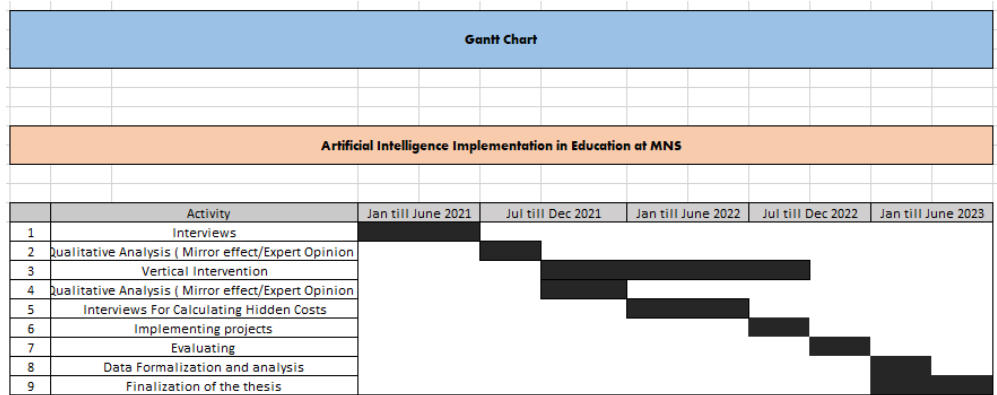 Gantt Chart
Artificial Intelligence Implementation in Education at MNS
Activity Jan till June 2021 Jul till Dec 2021 Jan till June 2022 Jul till Dec 2022 Jan till June 2023
1 Interviews
2 Qualitative Analysis ( Mirror effect/Expert Opinion
3 Vertical Intervention
4 Qualitative Analysis ( Mirror effect/Expert Opinion
5 Interviews For Calculating Hidden Costs
6 Implementing projects
7 Evaluating
8 Data Formalization and analysis
9 Finalization of the thesis